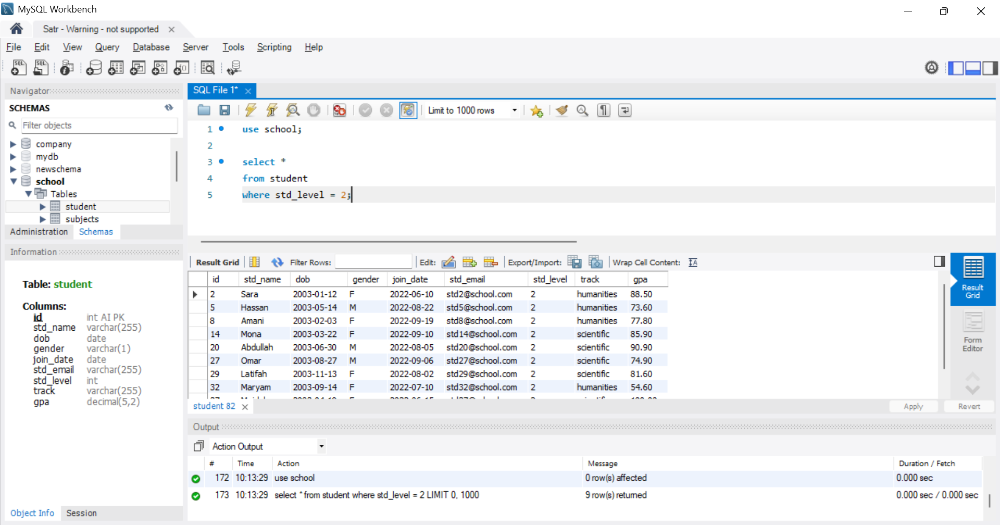 MySQL Workbench
Satr - Warning - not supported
File Edit View Query Database Server Tools Scripting Help
Navigator
SCHEMAS
Filter objects
company
mydb
newschema
school
Tables
student
subjects
Administration Schemas
Information
Table: student
Columns:
id int AI PK
std_name varchar(255)
dob date
gender varchar(1)
join_date date
std_email varchar(255)
std_level int
track varchar(255)
gpa decimal(5,2)
Object Info Session
SQL File 1*
Limit to 1000 rows
1 use school;
2
3 select *
4 from student
5 where std_level = 2;
Result Grid Filter Rows: Edit: Export/Import: Wrap Cell Content:
id std_name dob gender join_date std_email std_level track gpa
2 Sara 2003-01-12 F 2022-06-10 std2@school.com 2 humanities 88.50
5 Hassan 2003-05-14 M 2022-08-22 std5@school.com 2 humanities 73.60
8 Amani 2003-02-03 F 2022-09-19 std8@school.com 2 humanities 77.80
14 Mona 2003-03-22 F 2022-09-10 std14@school.com 2 scientific 85.90
20 Abdullah 2003-06-30 M 2022-08-05 std20@school.com 2 scientific 90.90
27 Omar 2003-08-27 M 2022-09-06 std27@school.com 2 scientific 74.90
29 Latifah 2003-11-13 F 2022-08-02 std29@school.com 2 scientific 81.60
32 Maryam 2003-09-14 F 2022-07-10 std32@school.com 2 humanities 54.60
Result
Grid
Form
Editor
student 82
Apply Revert
Output
Action Output
# Time Action Message Duration / Fetch
172 10:13:29 use school 0 row(s) affected 0.000 sec
173 10:13:29 select * from student where std_level = 2 LIMIT 0, 1000 9 row(s) returned 0.000 sec / 0.000 sec